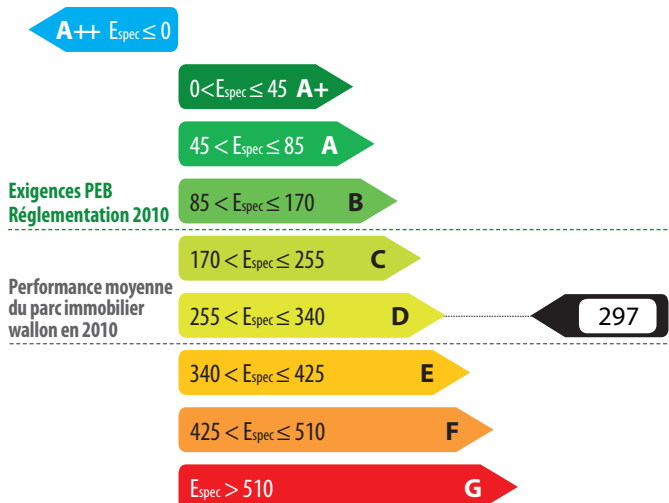 A++ Espec ≤ 0
0 < Espec ≤ 45 A+
45 < Espec ≤ 85 A
Exigences PEB
Réglementation 2010
85 < Espec ≤ 170 B
170 < Espec ≤ 255 C
Performance moyenne
du parc immobilier
wallon en 2010
255 < Espec ≤ 340 D
297
340 < Espec ≤ 425 E
425 < Espec ≤ 510 F
Espec > 510 G